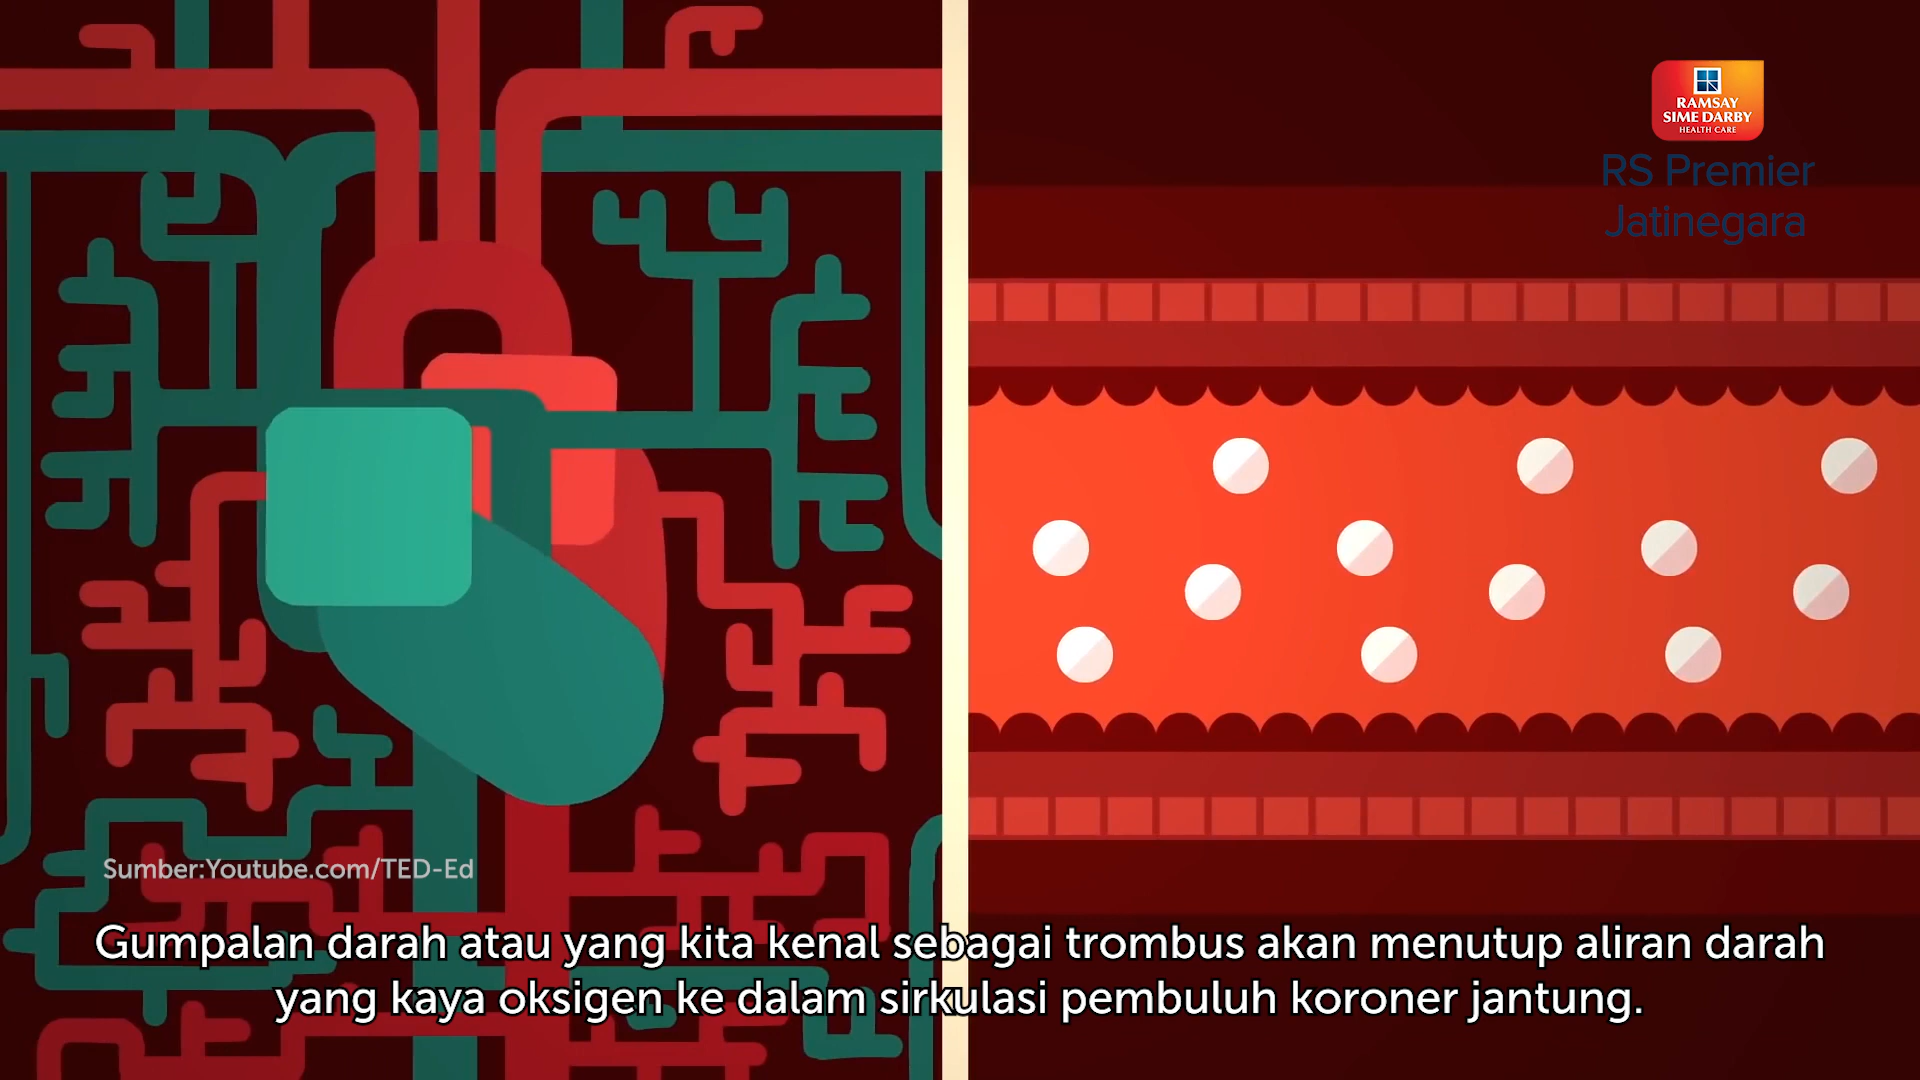 RAMSAY
SIME DARBY
HEALTH CARE
RS Premier
Jatinegara
Sumber:Youtube.com/TED-Ed
Gumpalan darah atau yang kita kenal sebagai trombus akan menutup aliran darah
yang kaya oksigen ke dalam sirkulasi pembuluh koroner jantung.